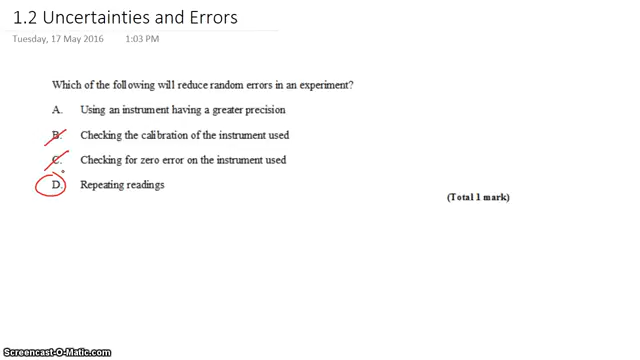 1.2 Uncertainties and Errors
Tuesday, 17 May 2016 1:03 PM
Which of the following will reduce random errors in an experiment?
A. Using an instrument having a greater precision
B. Checking the calibration of the instrument used
C. Checking for zero error on the instrument used
D. Repeating readings
(Total 1 mark)
Screencast-O-Matic.com